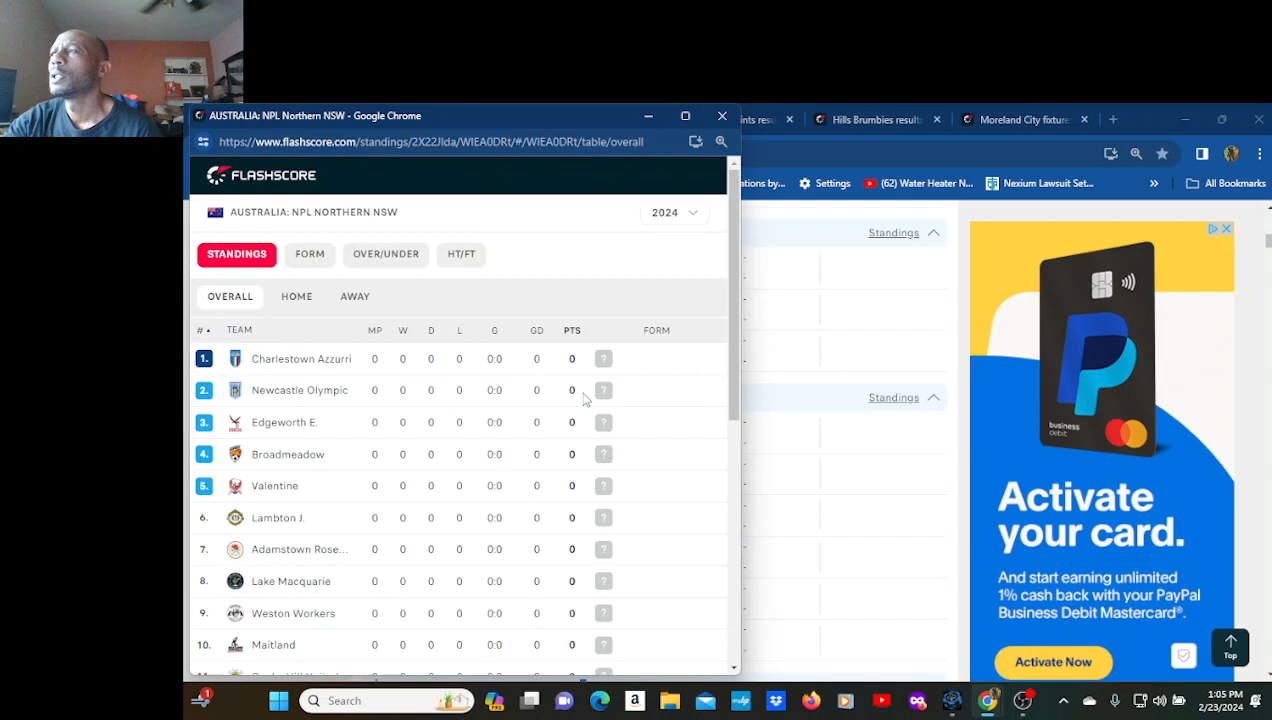 AUSTRALIA: NPL Northern NSW - Google Chrome
Hills Brumbies result
Moreland City fixture
https://www.flashscore.com/standings/2X22JIda/WIEA0DRt/#/WIEA0DRt/table/overall
ations by...
Settings
(62) Water Heater N...
Nexium Lawsuit Set...
»
All Bookmarks
FLASHSCORE
AUSTRALIA: NPL NORTHERN NSW
2024
STANDINGS FORM OVER/UNDER HT/FT
OVERALL HOME AWAY
# TEAM MP W D L G GD PTS FORM
1. Charlestown Azzurri 0 0 0 0 0:0 0 0 ?
2. Newcastle Olympic 0 0 0 0 0:0 0 0 ?
3. Edgeworth E. 0 0 0 0 0:0 0 0 ?
4. Broadmeadow 0 0 0 0 0:0 0 0 ?
5. Valentine 0 0 0 0 0:0 0 0 ?
6. Lambton J. 0 0 0 0 0:0 0 0 ?
7. Adamstown Rose... 0 0 0 0 0:0 0 0 ?
8. Lake Macquarie 0 0 0 0 0:0 0 0 ?
9. Weston Workers 0 0 0 0 0:0 0 0 ?
10. Maitland 0 0 0 0 0:0 0 0 ?
Standings
Standings
business
debit
Activate
your card.
And start earning unlimited
1% cash back with your PayPal
Business Debit Mastercard®.
Activate Now
Top
1
Search
1:05 PM
2/23/2024